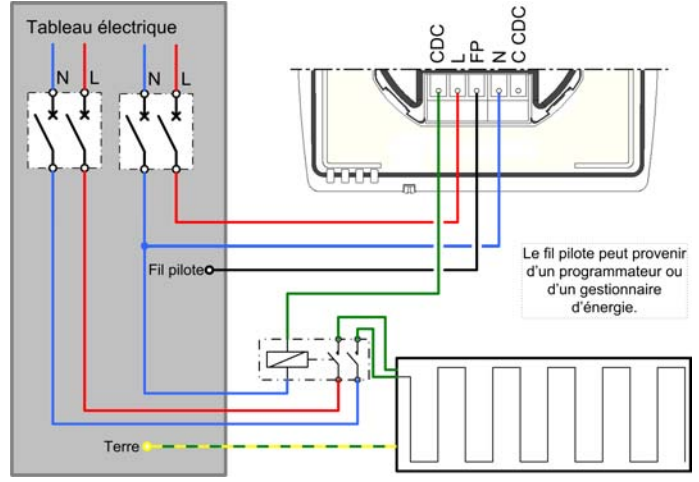 Tableau électrique
N L N L
CDC
L
FP
N
C CDC
Fil pilote
Le fil pilote peut provenir
d'un programmateur ou
d'un gestionnaire
d'énergie.
Terre